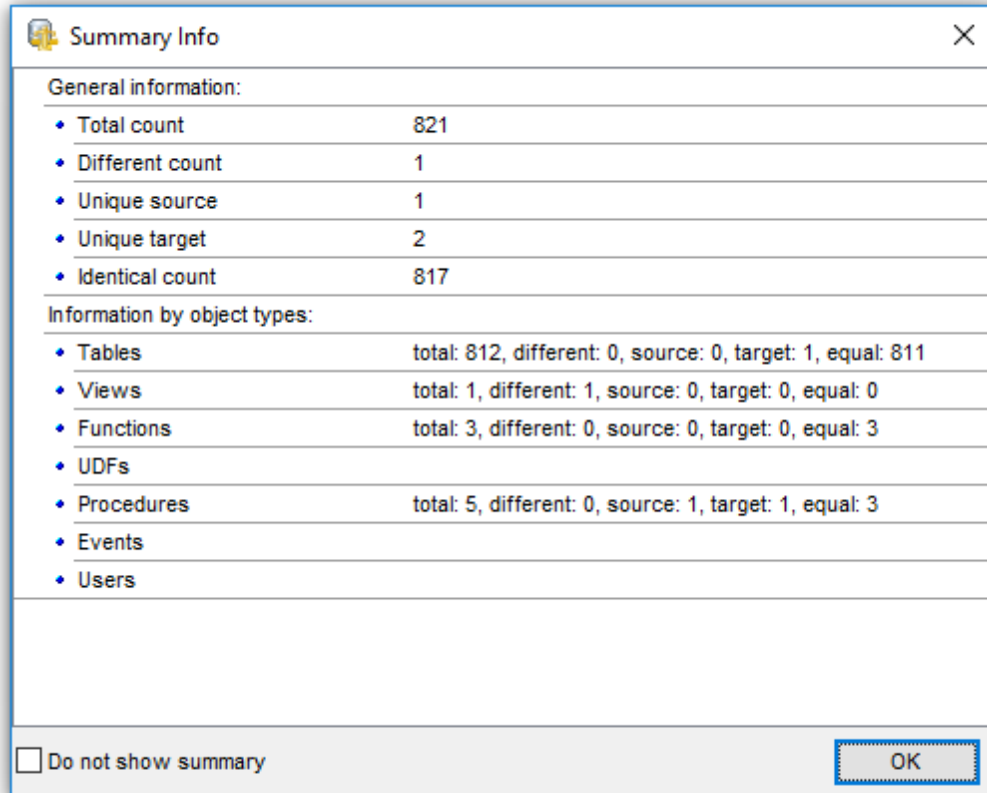 Summary Info
General information:
Total count 821
Different count 1
Unique source 1
Unique target 2
Identical count 817
Information by object types:
Tables total: 812, different: 0, source: 0, target: 1, equal: 811
Views total: 1, different: 1, source: 0, target: 0, equal: 0
Functions total: 3, different: 0, source: 0, target: 0, equal: 3
UDFs
Procedures total: 5, different: 0, source: 1, target: 1, equal: 3
Events
Users
Do not show summary OK